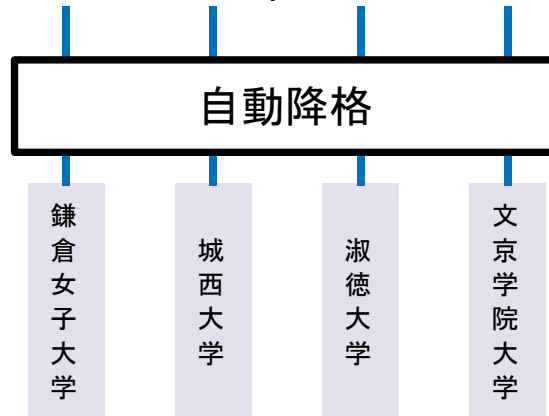 自動降格
鎌倉女子大学
城西大学
淑徳大学
文京学院大学